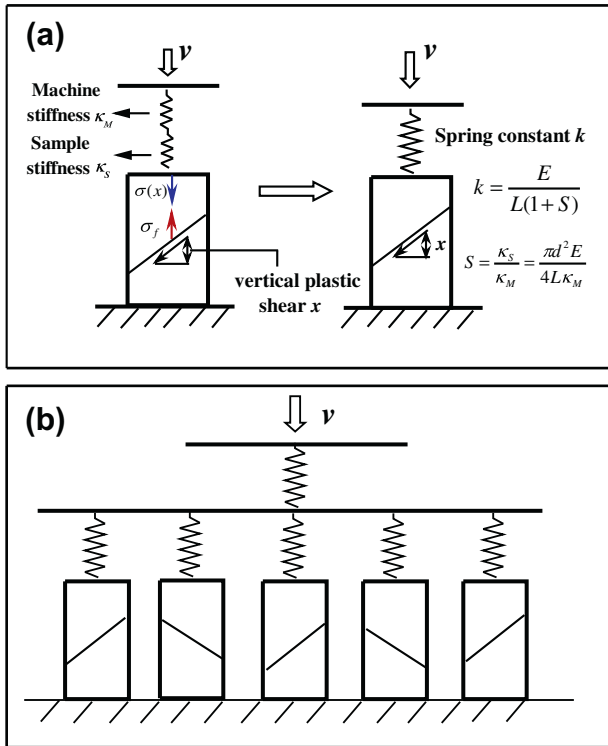 (a)
v
v
Machine
stiffness κ_M
Sample
stiffness κ_S
Spring constant k
σ(x)
σ_f
k = E / L(1+S)
x
S = κ_S / κ_M = πd²E / 4Lκ_M
vertical plastic
shear x
(b)
v